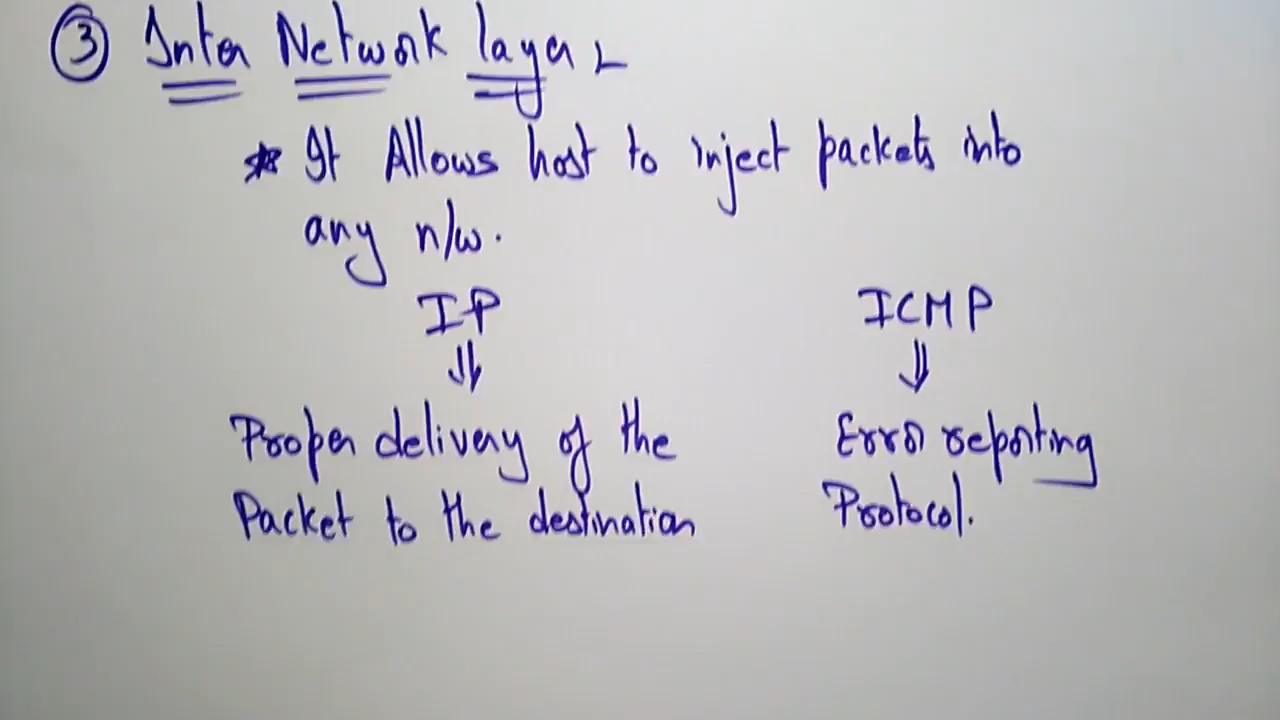 ③ Inter Network layer
* It Allows host to inject packets into
any n/w.
IP ICMP
⇓ ⇓
Proper delivery of the Error reporting
Packet to the destination Protocol.